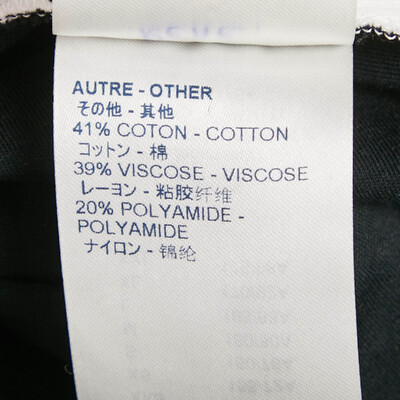 AUTRE - OTHER
その他 - 其他
41% COTON - COTTON
コットン - 棉
39% VISCOSE - VISCOSE
レーヨン - 粘胶纤维
20% POLYAMIDE -
POLYAMIDE
ナイロン - 锦纶